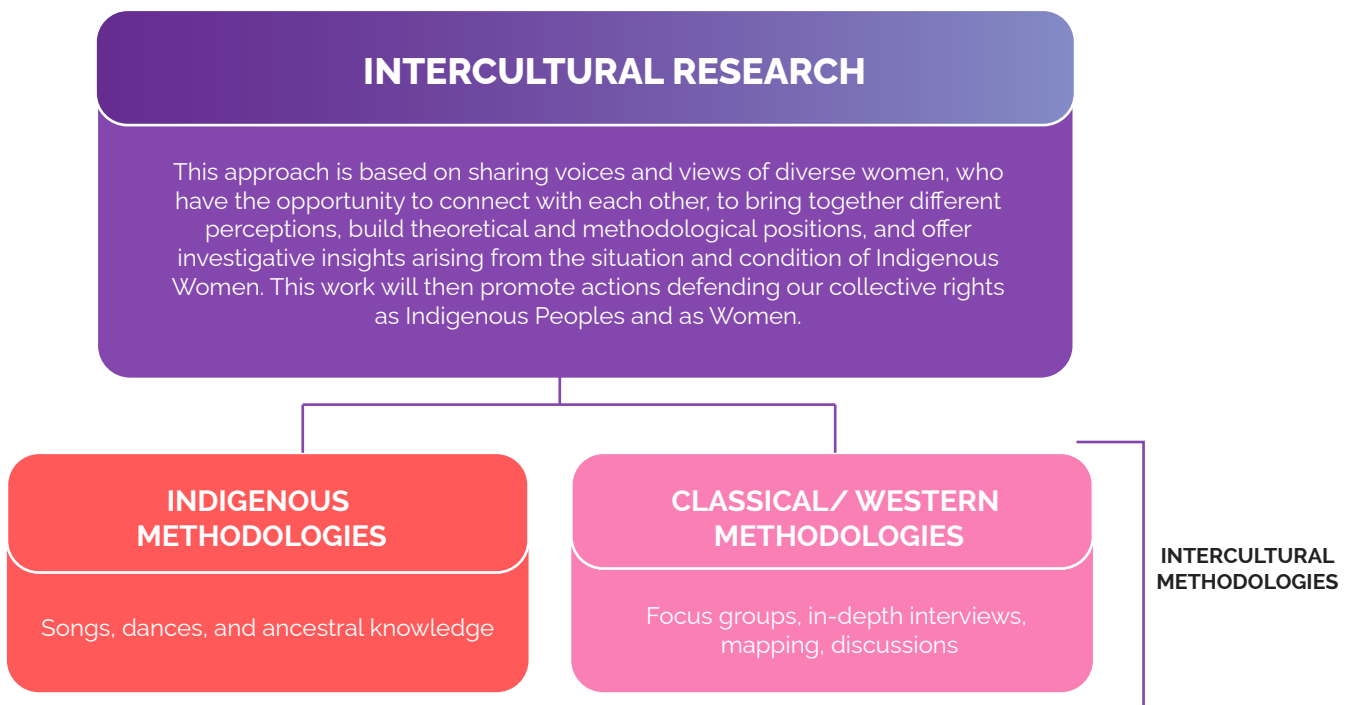 INTERCULTURAL RESEARCH
This approach is based on sharing voices and views of diverse women, who
have the opportunity to connect with each other, to bring together different
perceptions, build theoretical and methodological positions, and offer
investigative insights arising from the situation and condition of Indigenous
Women. This work will then promote actions defending our collective rights
as Indigenous Peoples and as Women.
INDIGENOUS
METHODOLOGIES
Songs, dances, and ancestral knowledge
CLASSICAL/ WESTERN
METHODOLOGIES
Focus groups, in-depth interviews,
mapping, discussions
INTERCULTURAL
METHODOLOGIES